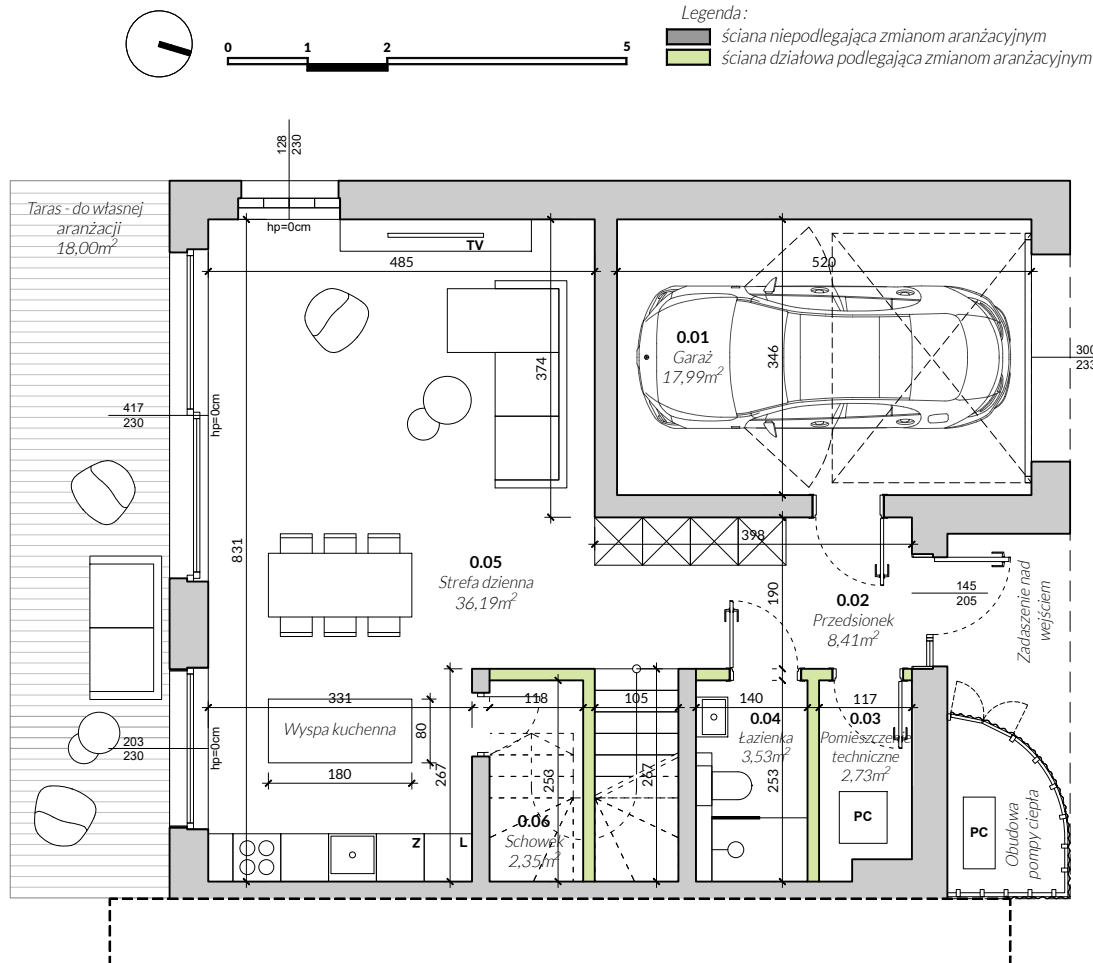 Legenda :
0 1 2 5
ściana niepodlegająca zmianom aranżacyjnym
ściana działowa podlegająca zmianom aranżacyjnym
128
230
hp=0cm
Taras - do własnej
aranżacji
18,00m²
TV
485
520
0.01
Garaż
17,99m²
346
374
300
233
417
230
hp=0cm
831
398
0.05
Strefa dzienna
36,19m²
190
0.02
Przedsionek
8,41m²
145
205
Zadaszenie nad
wejściem
331
118
105
140
117
Wyspa kuchenna
80
180
267
203
230
hp=0cm
0.04
Łazienka
3,53m²
0.03
Pomieszczenie
techniczne
2,73m²
253
267
253
0.06
Schowek
2,35m²
Z
L
PC
PC
Obudowa
pompy ciepła